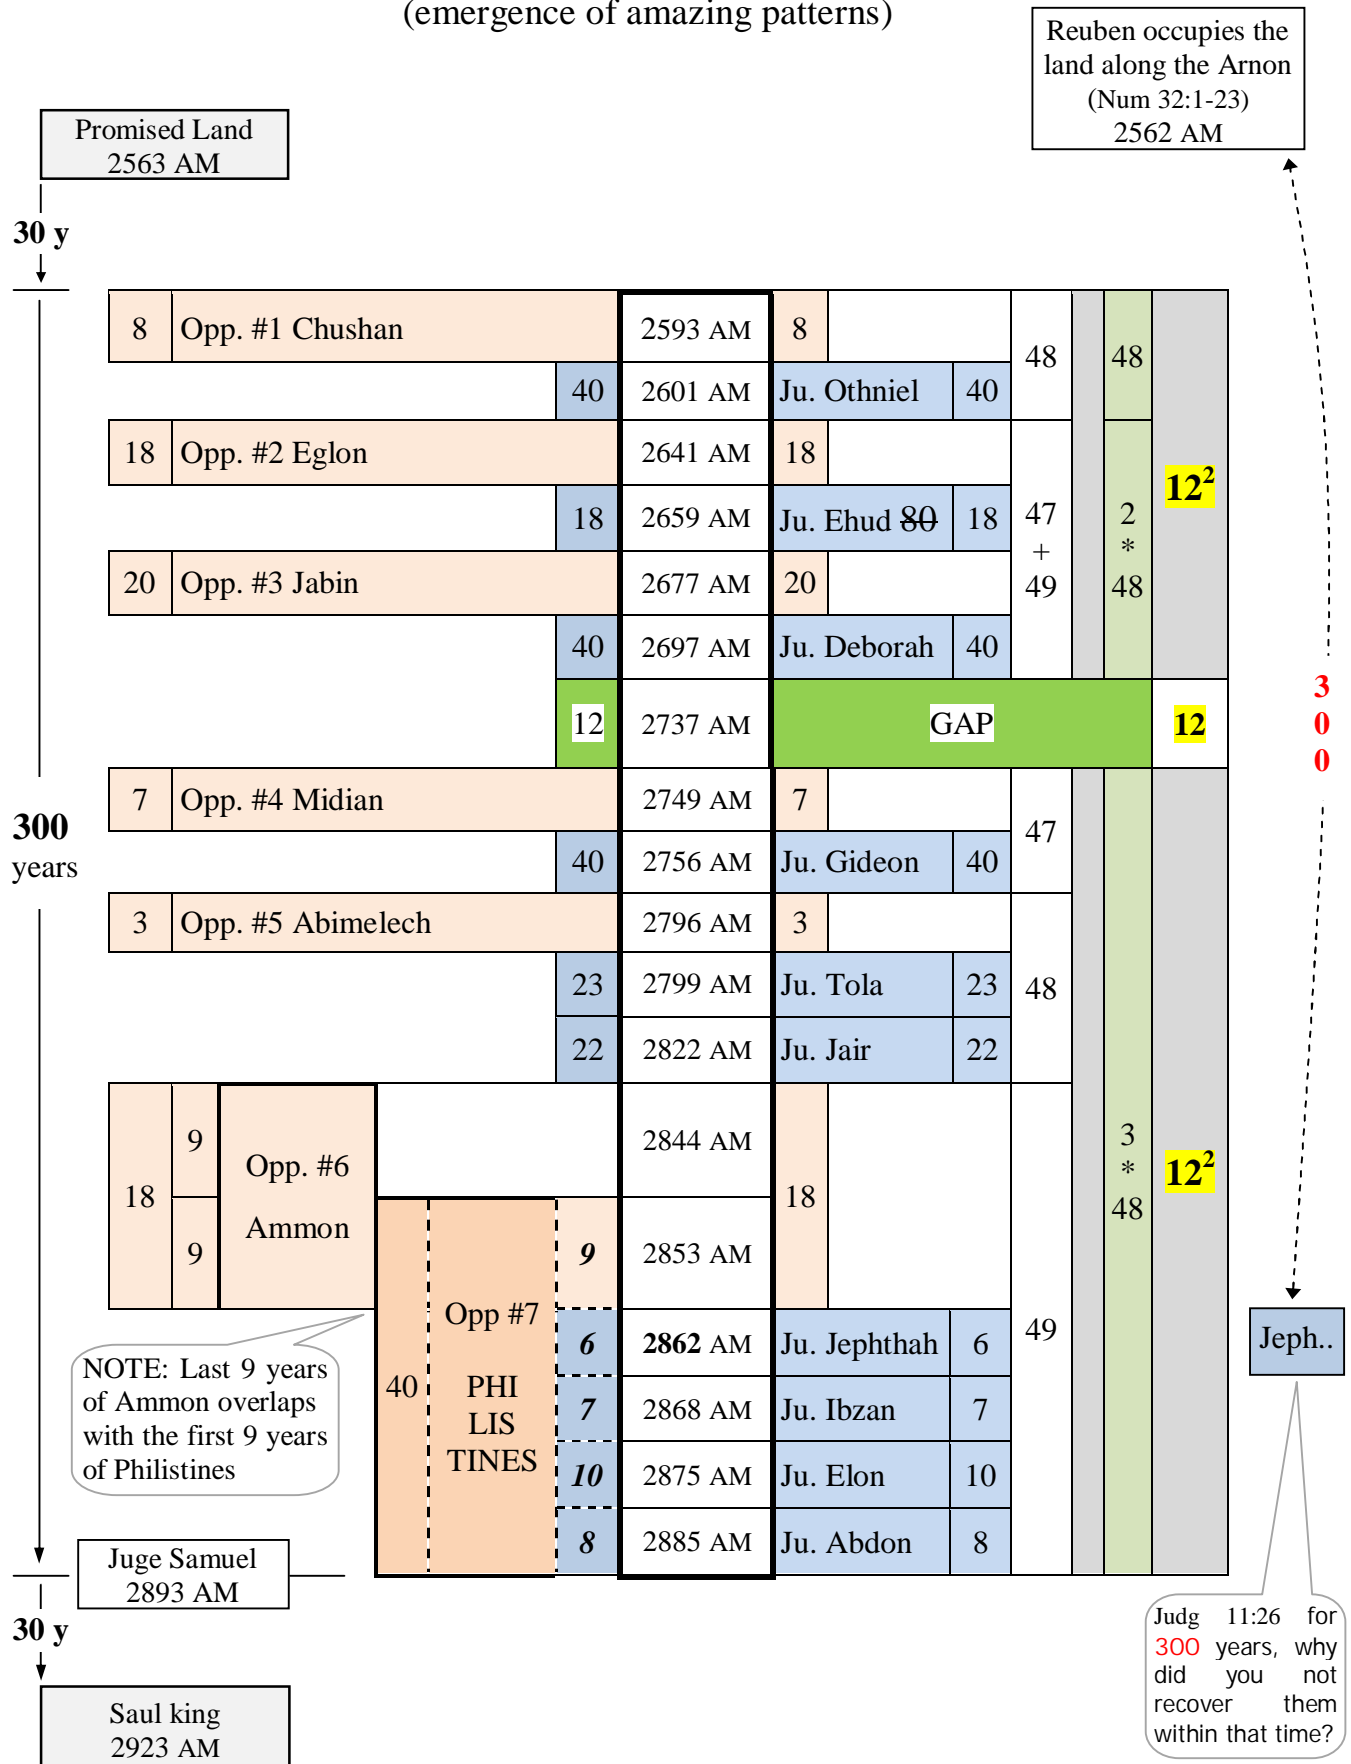 (emergence of amazing patterns)
Reuben occupies the
land along the Arnon
(Num 32:1-23)
2562 AM
Promised Land
2563 AM
30 y
8 Opp. #1 Chushan 2593 AM 8
48 48
40 2601 AM Ju. Othniel 40
18 Opp. #2 Eglon 2641 AM 18
12²
18 2659 AM Ju. Ehud 80 18
47
+
49
2
*
48
20 Opp. #3 Jabin 2677 AM 20
40 2697 AM Ju. Deborah 40
12 2737 AM GAP 12
3
0
0
7 Opp. #4 Midian 2749 AM 7
47
300
years
40 2756 AM Ju. Gideon 40
3 Opp. #5 Abimelech 2796 AM 3
23 2799 AM Ju. Tola 23
48
22 2822 AM Ju. Jair 22
18
9
9
Opp. #6
Ammon
2844 AM
18
3
*
48
12²
9 2853 AM
40
Opp #7
PHI
LIS
TINES
6 2862 AM Ju. Jephthah 6
49
Jeph..
7 2868 AM Ju. Ibzan 7
10 2875 AM Ju. Elon 10
8 2885 AM Ju. Abdon 8
NOTE: Last 9 years
of Ammon overlaps
with the first 9 years
of Philistines
Juge Samuel
2893 AM
30 y
Saul king
2923 AM
Judg 11:26 for
300 years, why
did you not
recover them
within that time?